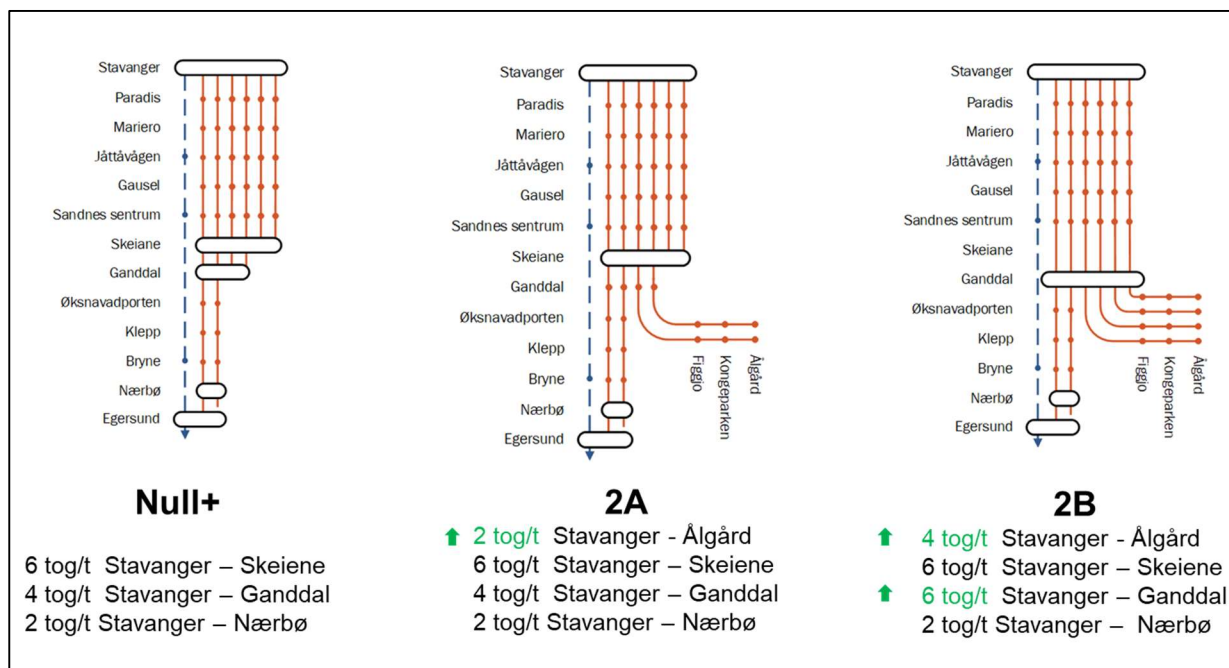 Stavanger
Paradis
Mariero
Jåttåvågen
Gausel
Sandnes sentrum
Skeiane
Ganddal
Øksnavadporten
Klepp
Bryne
Nærbø
Egersund
Null+
6 tog/t Stavanger – Skeiene
4 tog/t Stavanger – Ganddal
2 tog/t Stavanger – Nærbø
Stavanger
Paradis
Mariero
Jåttåvågen
Gausel
Sandnes sentrum
Skeiane
Ganddal
Øksnavadporten
Klepp
Bryne
Nærbø
Egersund
Figgjo
Kongeparken
Ålgård
2A
2 tog/t Stavanger - Ålgård
6 tog/t Stavanger – Skeiene
4 tog/t Stavanger – Ganddal
2 tog/t Stavanger – Nærbø
Stavanger
Paradis
Mariero
Jåttåvågen
Gausel
Sandnes sentrum
Skeiane
Ganddal
Øksnavadporten
Klepp
Bryne
Nærbø
Egersund
Figgjo
Kongeparken
Ålgård
2B
4 tog/t Stavanger - Ålgård
6 tog/t Stavanger – Skeiene
6 tog/t Stavanger – Ganddal
2 tog/t Stavanger – Nærbø